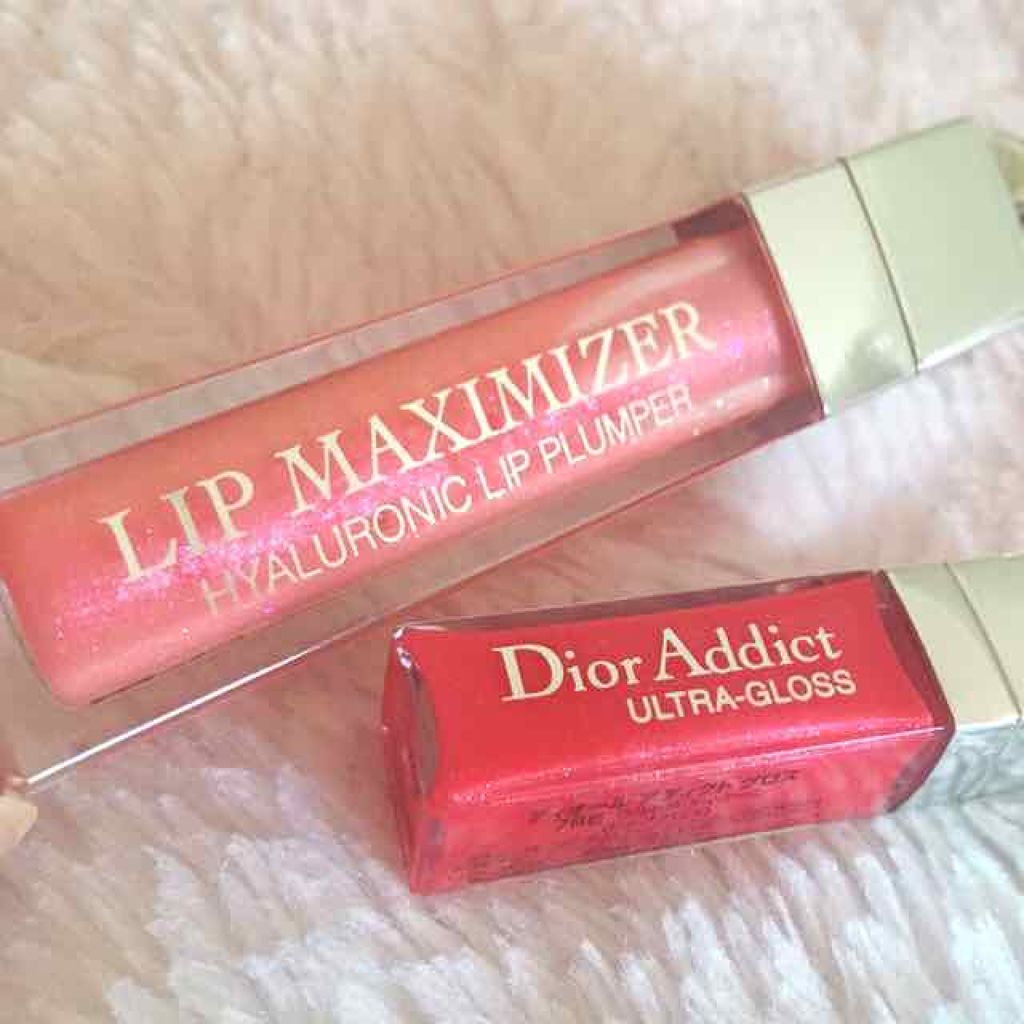 LIP MAXIMIZER
HYALURONIC LIP PLUMPER
Dior Addict
ULTRA-GLOSS